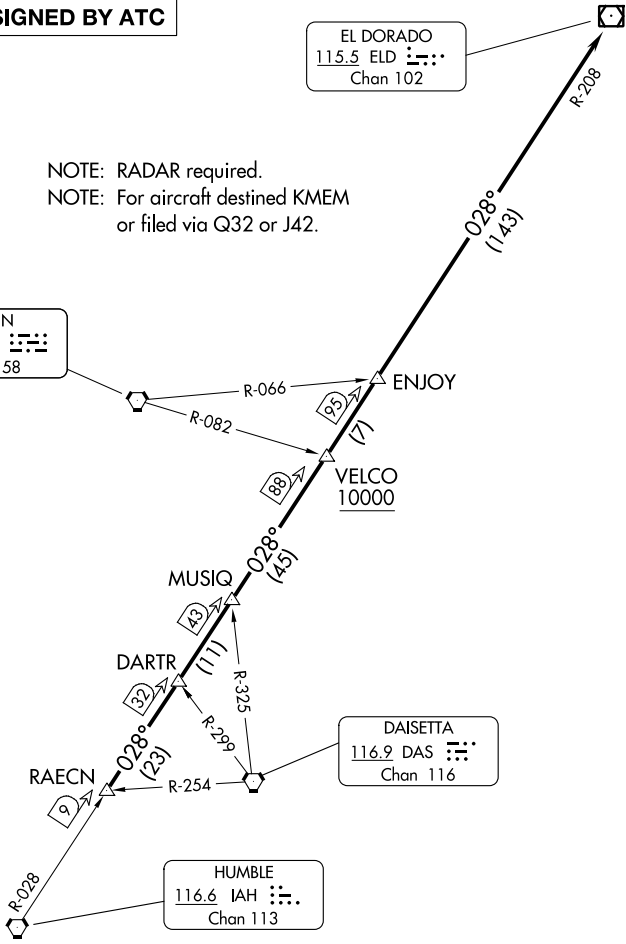 SIGNED BY ATC
EL DORADO
115.5 ELD
Chan 102
R-208
NOTE: RADAR required.
NOTE: For aircraft destined KMEM
or filed via Q32 or J42.
028°
(143)
N
58
R-066
ENJOY
95
R-082
(7)
VELCO
10000
88
028°
(45)
MUSIQ
43
(11)
DARTR
R-325
32
R-299
028°
(23)
DAISETTA
116.9 DAS
Chan 116
RAECN
R-254
9
R-028
HUMBLE
116.6 IAH
Chan 113